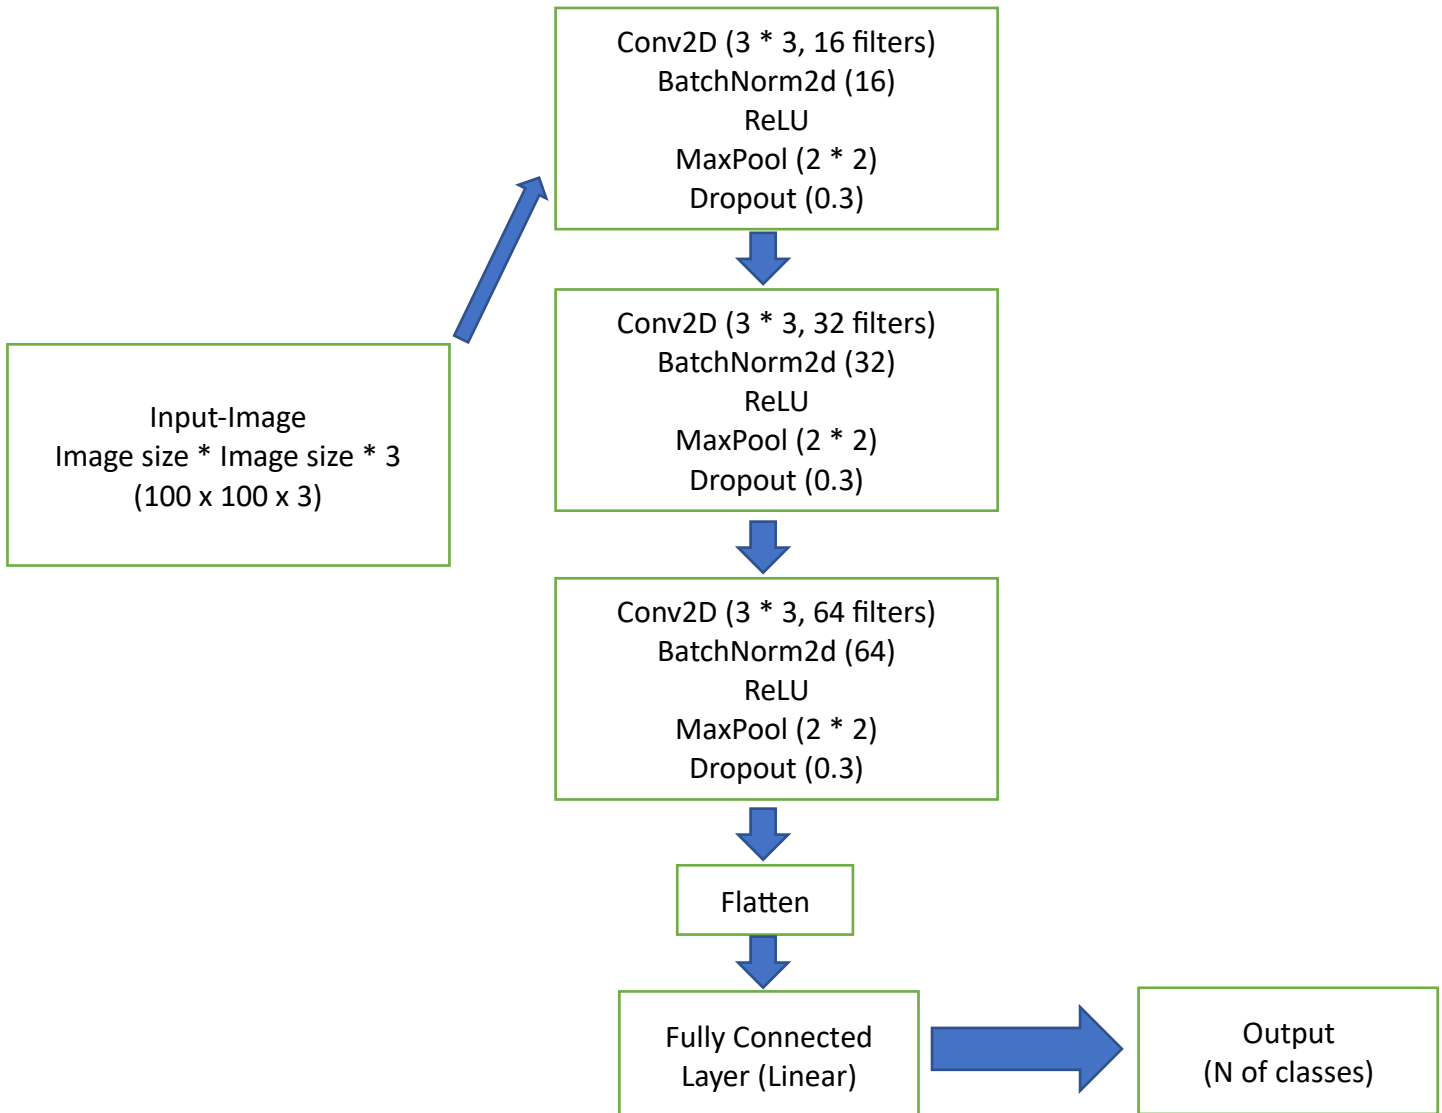 Input-Image
Image size * Image size * 3
(100 x 100 x 3)
Conv2D (3 * 3, 16 filters)
BatchNorm2d (16)
ReLU
MaxPool (2 * 2)
Dropout (0.3)
Conv2D (3 * 3, 32 filters)
BatchNorm2d (32)
ReLU
MaxPool (2 * 2)
Dropout (0.3)
Conv2D (3 * 3, 64 filters)
BatchNorm2d (64)
ReLU
MaxPool (2 * 2)
Dropout (0.3)
Flatten
Fully Connected
Layer (Linear)
Output
(N of classes)